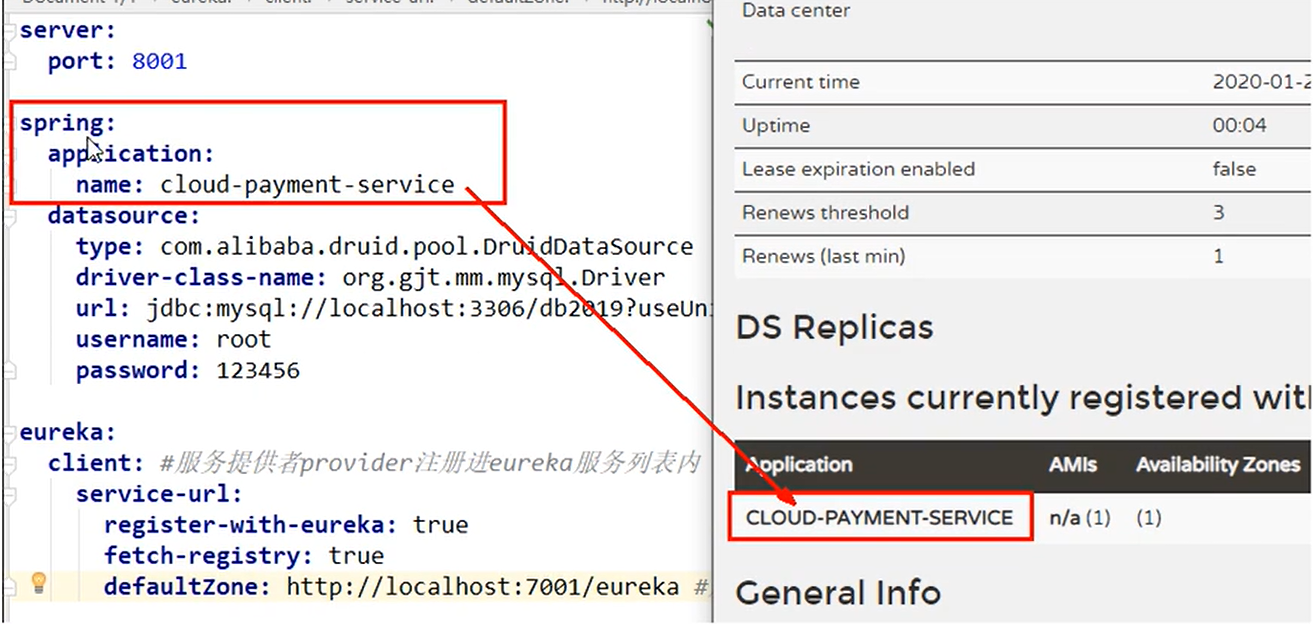 server:
port: 8001
spring:
application:
name: cloud-payment-service
datasource:
type: com.alibaba.druid.pool.DruidDataSource
driver-class-name: org.gjt.mm.mysql.Driver
url: jdbc:mysql://localhost:3306/db2019?useUni
username: root
password: 123456
eureka:
client: #服务提供者provider注册进eureka服务列表内
service-url:
register-with-eureka: true
fetch-registry: true
defaultZone: http://localhost:7001/eureka #
Data center
Current time 2020-01-2
Uptime 00:04
Lease expiration enabled false
Renews threshold 3
Renews (last min) 1
DS Replicas
Instances currently registered wit
Application AMIs Availability Zones
CLOUD-PAYMENT-SERVICE n/a (1) (1)
General Info